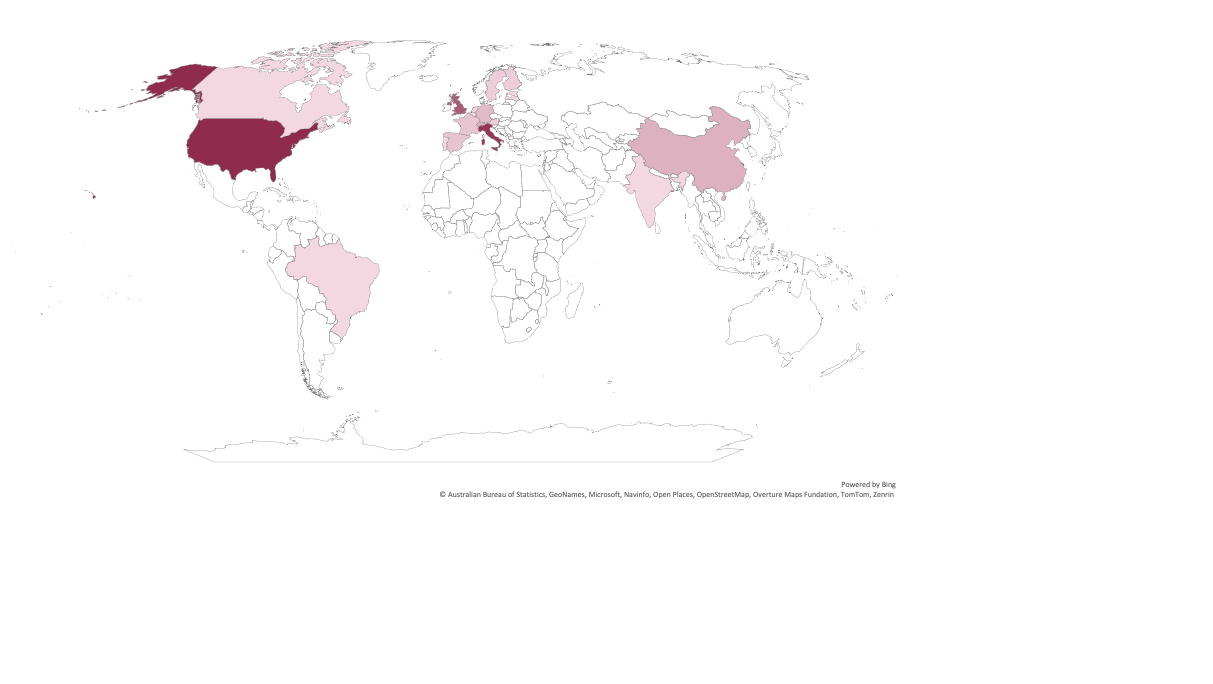 Powered by Bing
© Australian Bureau of Statistics, GeoNames, Microsoft, Navinfo, Open Places, OpenStreetMap, Overture Maps Fundation, TomTom, Zenrin